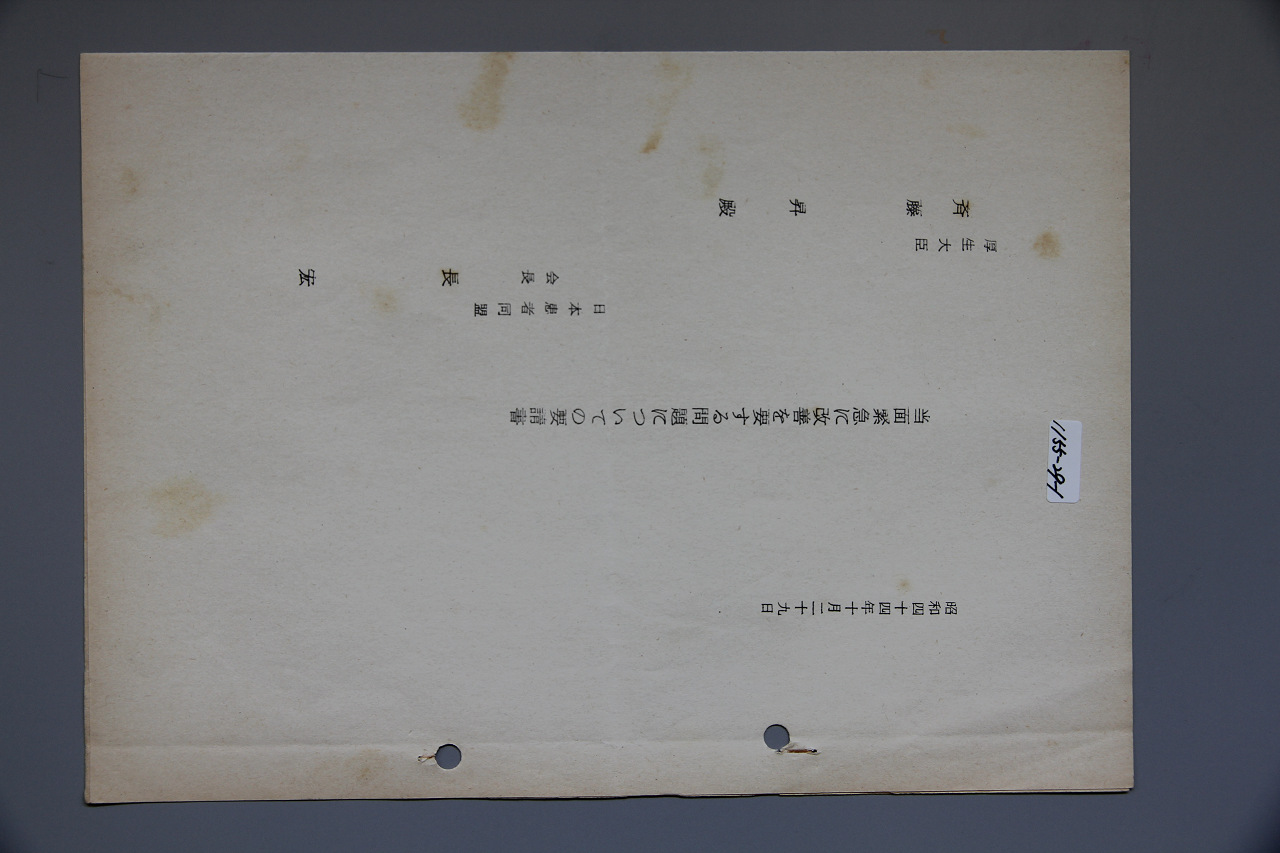 昭和四十四年十月二十九日
当面緊急に改善を要する問題についての要請書
日本患者同盟
会長 長 宏
厚生大臣
斉藤 昇 殿